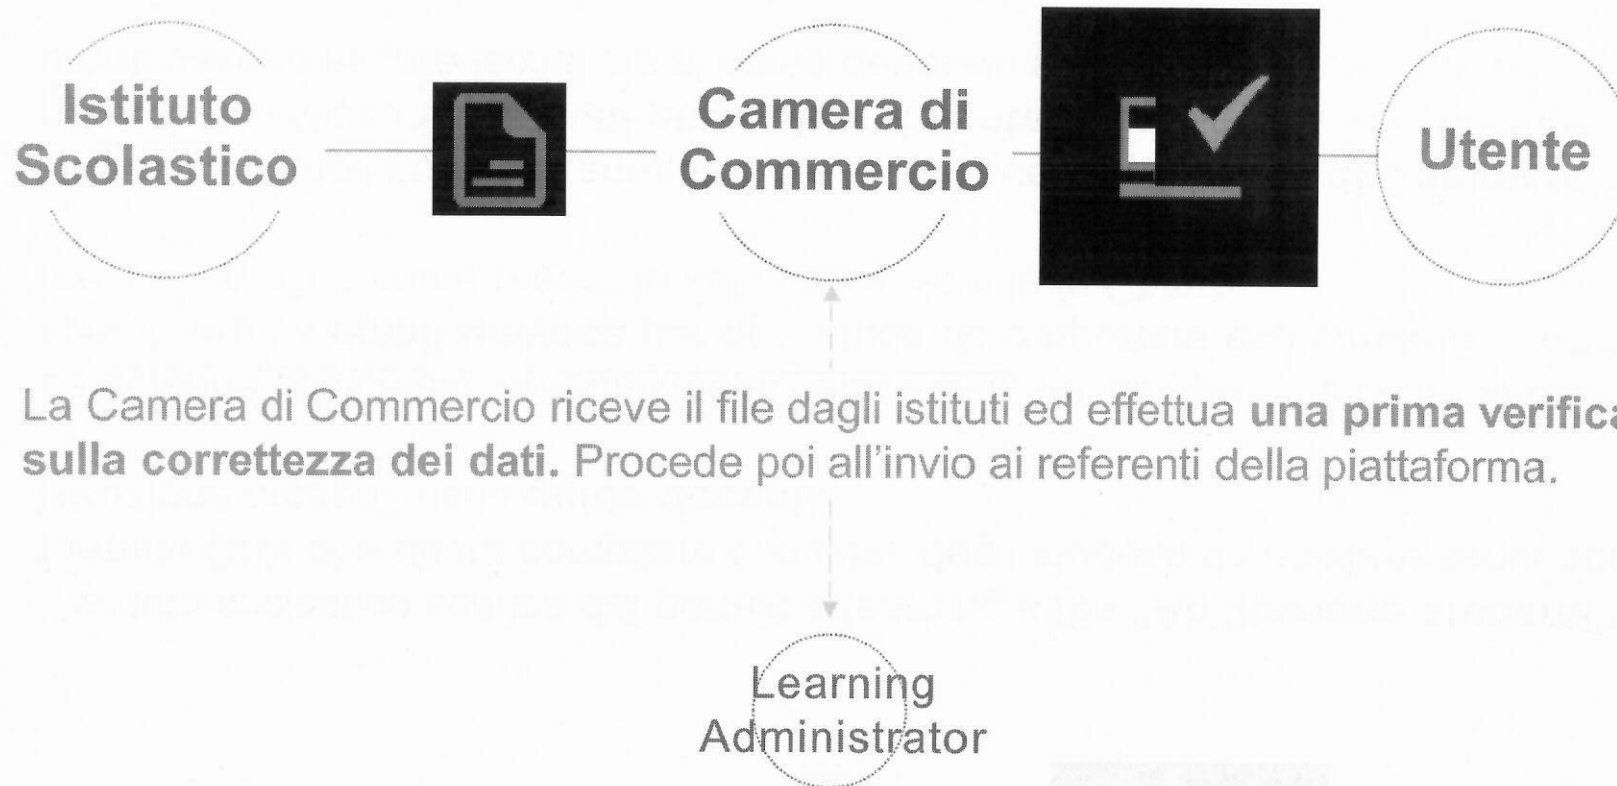 Istituto
Scolastico
Camera di
Commercio
Utente
La Camera di Commercio riceve il file dagli istituti ed effettua una prima verifica
sulla correttezza dei dati. Procede poi all'invio ai referenti della piattaforma.
Learning
Administrator